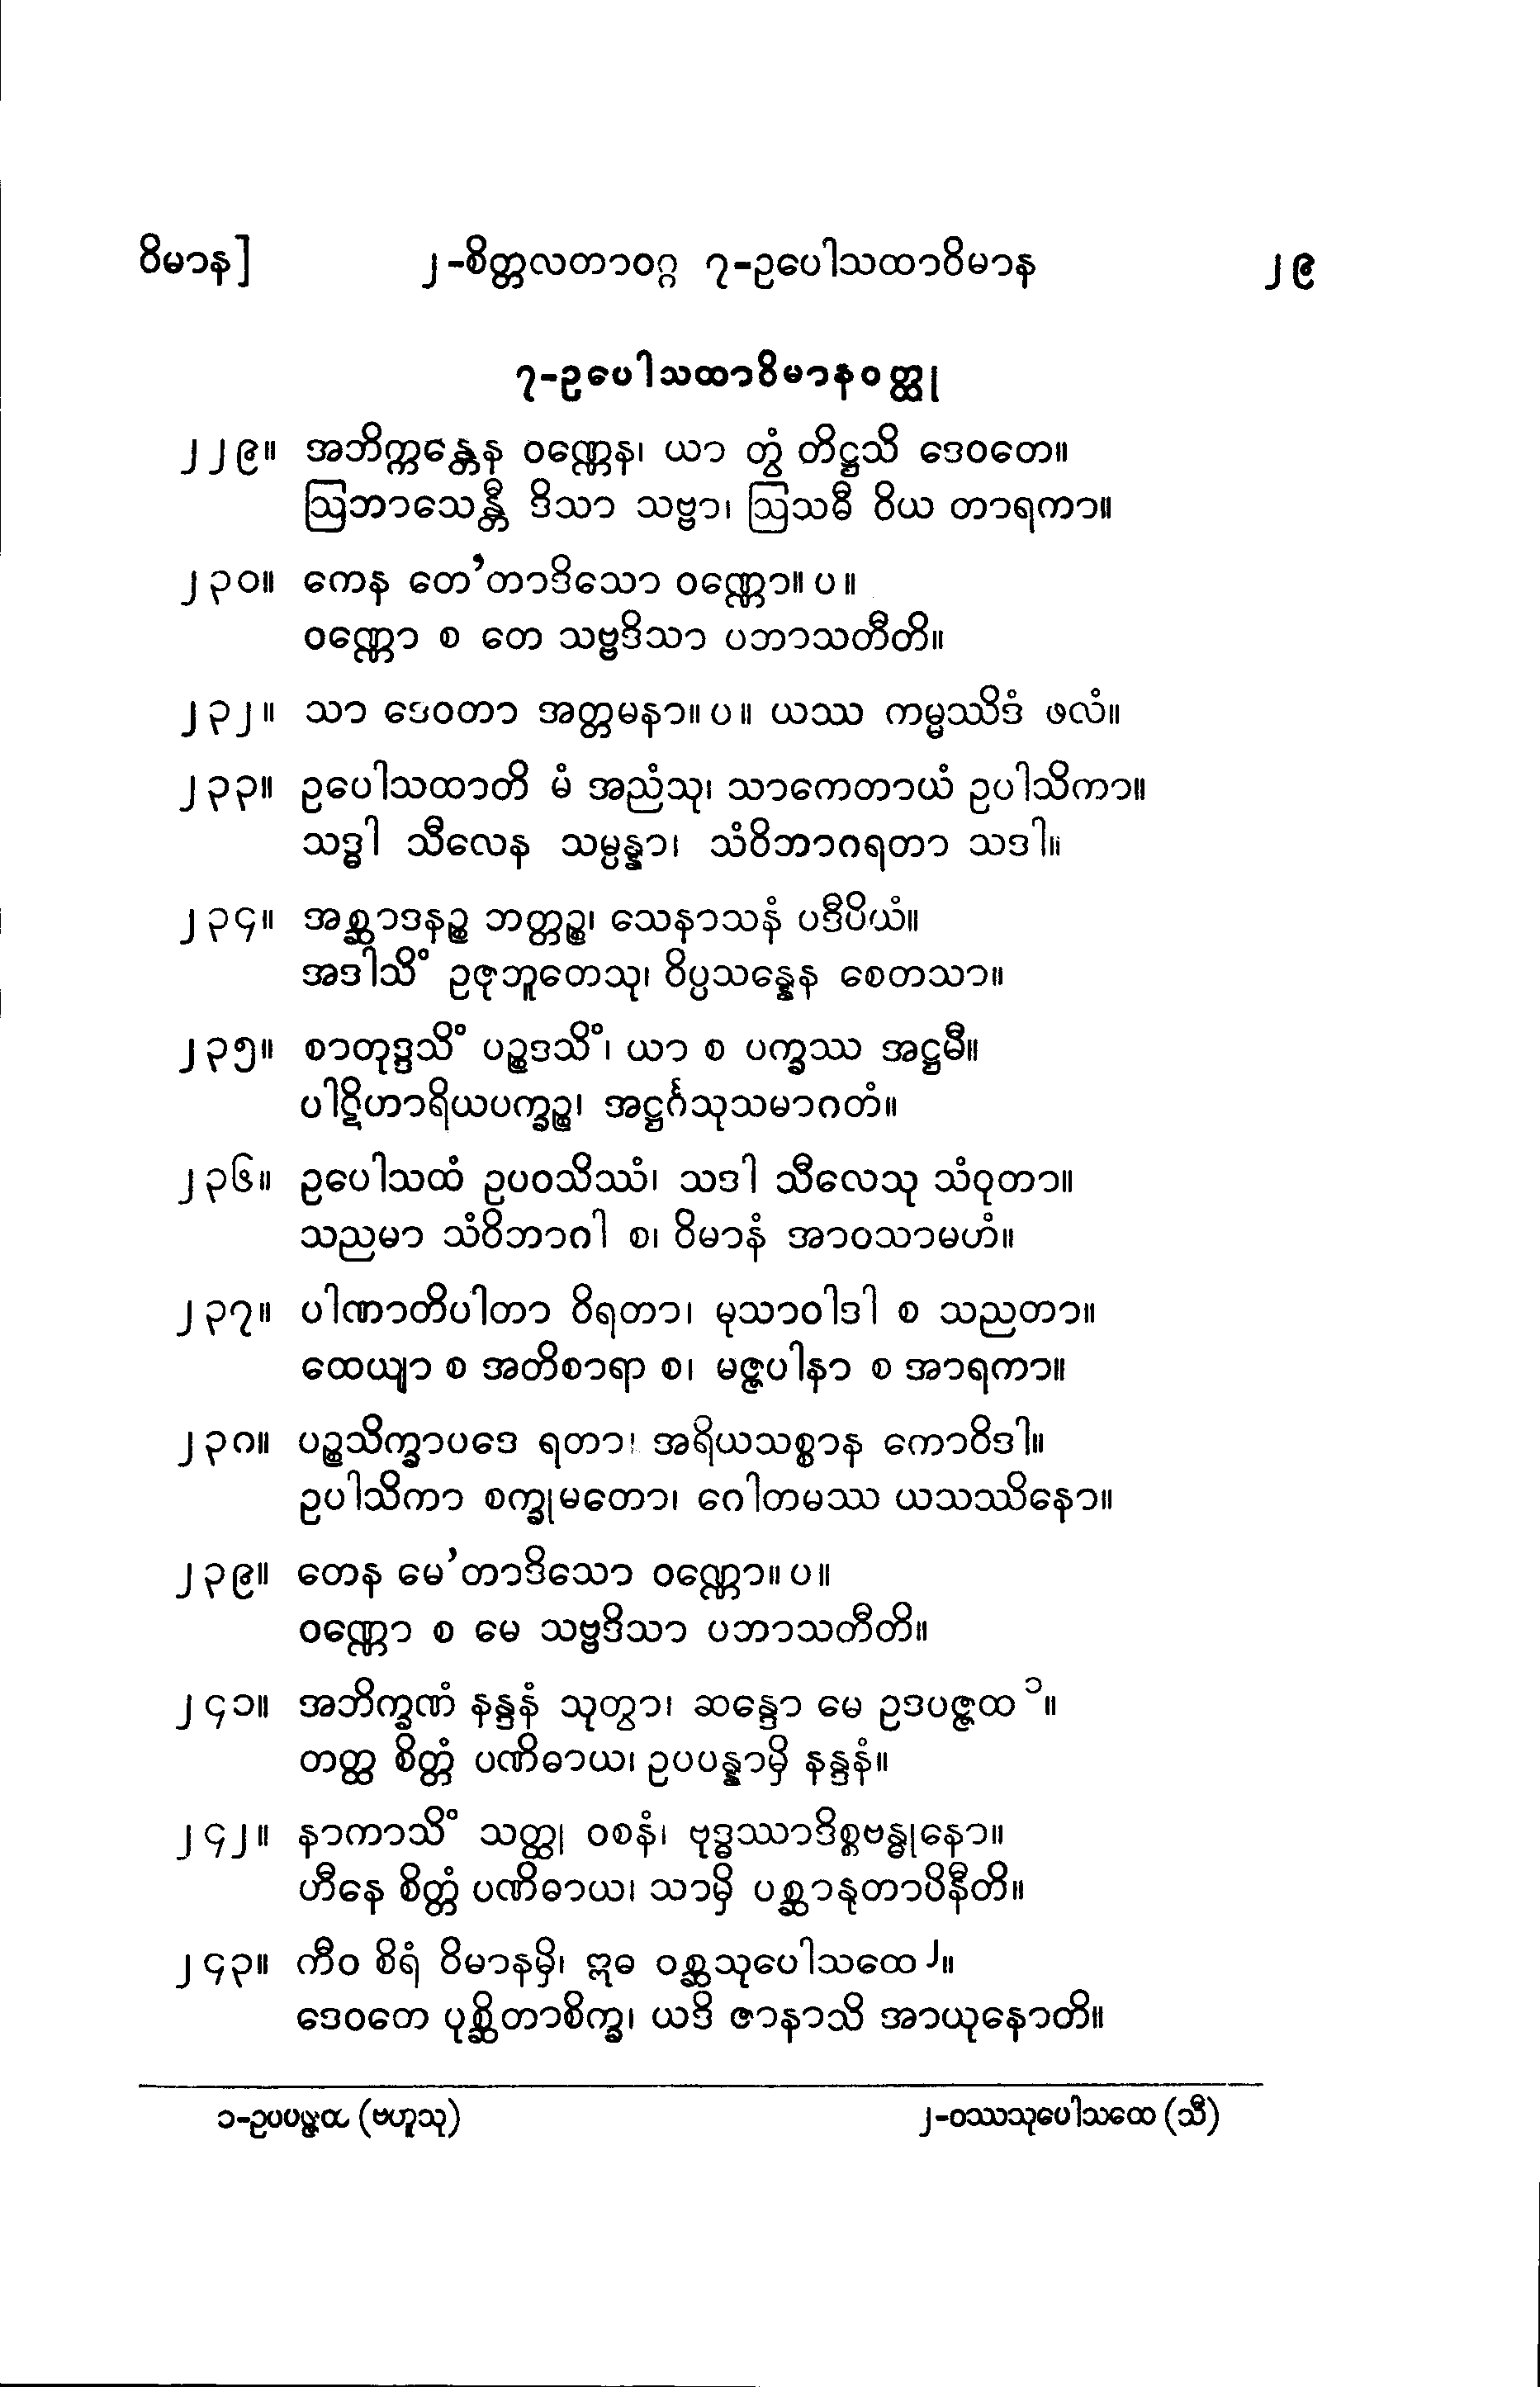 ဝိမာန] ၂-စိတ္တလတာဝဂ္ဂ ၇-ဥပေါသထာဝိမာန ၂၉
၇-ဥပေါသထာဝိမာနဝတ္ထု
၂၂၉။ အဘိက္ကန္တေန ဝဏ္ဏေန၊ ယာ တွံ တိဋ္ဌသိ ဒေဝတေ။
ဩဘာသေန္တီ ဒိသာ သဗ္ဗာ၊ ဩသဓီ ဝိယ တာရကာ။
၂၃၀။ ကေန တေ’တာဒိသော ဝဏ္ဏော။ ပ ။
ဝဏ္ဏော စ တေ သဗ္ဗဒိသာ ပဘာသတီတိ။
၂၃၂။ သာ ဒေဝတာ အတ္တမနာ။ ပ ။ ယဿ ကမ္မဿိဒံ ဖလံ။
၂၃၃။ ဥပေါသထာတိ မံ အညံသု၊ သာကေတာယံ ဥပါသိကာ။
သဒ္ဓါ သီလေန သမ္ပန္နာ၊ သံဝိဘာဂရတာ သဒါ။
၂၃၄။ အစ္ဆာဒနဉ္စ ဘတ္တဉ္စ၊ သေနာသနံ ပဒီပိယံ။
အဒါသိံ ဥဇုဘူတေသု၊ ဝိပ္ပသန္နေန စေတသာ။
၂၃၅။ စာတုဒ္ဒသိံ ပဉ္စဒသိံ၊ ယာ စ ပက္ခဿ အဋ္ဌမီ။
ပါဋိဟာရိယပက္ခဉ္စ၊ အဋ္ဌင်္ဂသုသမာဂတံ။
၂၃၆။ ဥပေါသထံ ဥပဝသိဿံ၊ သဒါ သီလေသု သံဝုတာ။
သညမာ သံဝိဘာဂါ စ၊ ဝိမာနံ အာဝသာမဟံ။
၂၃၇။ ပါဏာတိပါတာ ဝိရတာ၊ မုသာဝါဒါ စ သညတာ။
ထေယျာ စ အတိစာရာ စ၊ မဇ္ဇပါနာ စ အာရကာ။
၂၃၈။ ပဉ္စသိက္ခာပဒေ ရတာ၊ အရိယသစ္စာန ကောဝိဒါ။
ဥပါသိကာ စက္ခုမတော၊ ဂေါတမဿ ယသဿိနော။
၂၃၉။ တေန မေ’တာဒိသော ဝဏ္ဏော။ ပ ။
ဝဏ္ဏော စ မေ သဗ္ဗဒိသာ ပဘာသတီတိ။
၂၄၁။ အဘိက္ခဏံ နန္ဒနံ သုတွာ၊ ဆန္ဒော မေ ဥဒပဇ္ဇထ ၁။
တတ္ထ စိတ္တံ ပဏိဓာယ၊ ဥပပန္နာမှိ နန္ဒနံ။
၂၄၂။ နာကာသိံ သတ္ထု ဝစနံ၊ ဗုဒ္ဓဿာဒိစ္စဗန္ဓုနော။
ဟီနေ စိတ္တံ ပဏိဓာယ၊ သာမှိ ပစ္ဆာနုတာပိနီတိ။
၂၄၃။ ကီဝ စိရံ ဝိမာနမှိ၊ ဣဓ ဝစ္ဆသုပေါသထေ ၂။
ဒေဝတေ ပုစ္ဆိတာစိက္ခ၊ ယဒိ ဇာနာသိ အာယုနောတိ။
၁-ဥပပဇ္ဇထ (ဗဟူသု) ၂-ဝဿသုပေါသထေ (သီ)